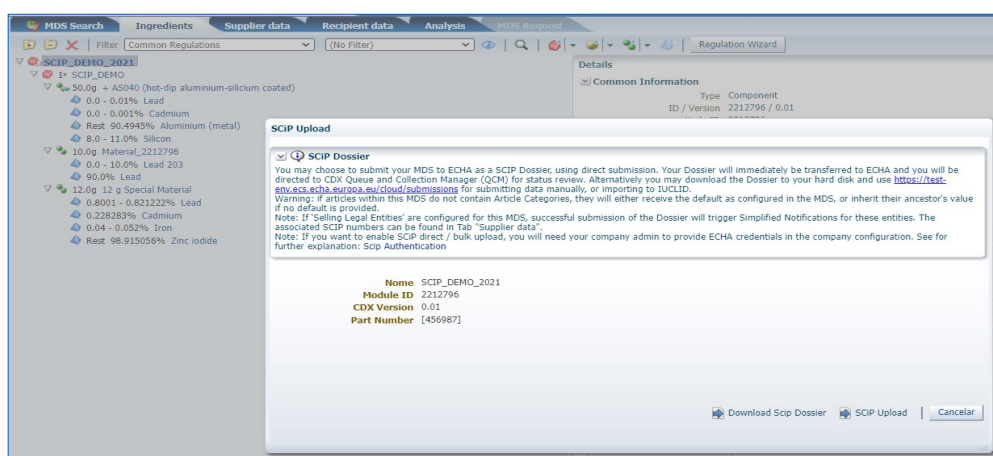 MDS Search Ingredients Supplier data Recipient data Analysis MDS Request
Filter Common Regulations (No Filter) Regulation Wizard
SCIP_DEMO_2021
1* SCIP_DEMO
50.0g + AS040 (hot-dip aluminium-silicium coated)
0.0 - 0.01% Lead
0.0 - 0.001% Cadmium
Rest 90.4945% Aluminium (metal)
8.0 - 11.0% Silicon
10.0g Material_2212798
0.0 - 10.0% Lead 203
90.0% Lead
12.0g 12 g Special Material
0.8001 - 0.821222% Lead
0.228283% Cadmium
0.04 - 0.052% Iron
Rest 98.915056% Zinc iodide
Details
Common Information
Type Component
ID / Version 2212796 / 0.01
SCiP Upload
SCiP Dossier
You may choose to submit your MDS to ECHA as a SCIP Dossier, using direct submission. Your Dossier will immediately be transferred to ECHA and you will be
directed to CDX Queue and Collection Manager (QCM) for status review. Alternatively you may download the Dossier to your hard disk and use https://test-
env.ecs.echa.europa.eu/cloud/submissions for submitting data manually, or importing to IUCLID.
Warning: if articles within this MDS do not contain Article Categories, they will either receive the default as configured in the MDS, or inherit their ancestor's value
if no default is provided.
Note: If 'Selling Legal Entities' are configured for this MDS, successful submission of the Dossier will trigger Simplified Notifications for these entities. The
associated SCIP numbers can be found in Tab "Supplier data".
Note: If you want to enable SCiP direct / bulk upload, you will need your company admin to provide ECHA credentials in the company configuration. See for
further explanation: Scip Authentication
Nome SCIP_DEMO_2021
Module ID 2212796
CDX Version 0.01
Part Number [456987]
Download Scip Dossier SCiP Upload Cancelar